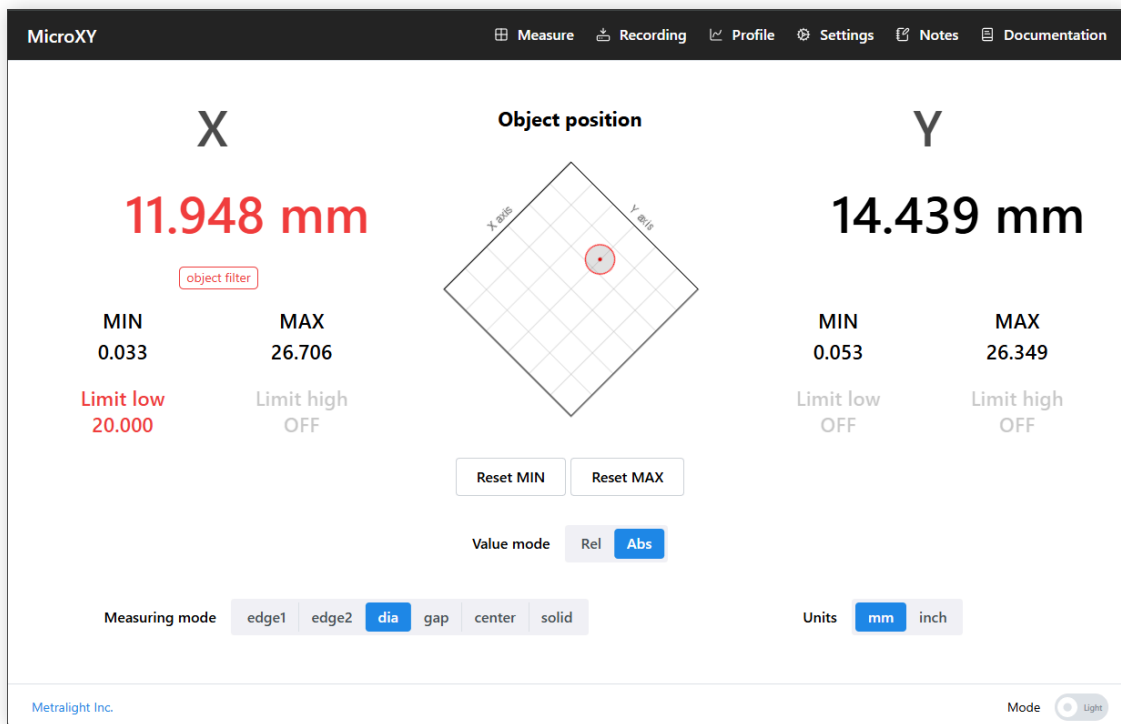 MicroXY
Measure
Recording
Profile
Settings
Notes
Documentation
X
11.948 mm
object filter
MIN
MAX
0.033
26.706
Limit low
Limit high
20.000
OFF
Object position
X axis
Y axis
Reset MIN
Reset MAX
Value mode
Rel
Abs
Y
14.439 mm
MIN
MAX
0.053
26.349
Limit low
Limit high
OFF
OFF
Measuring mode
edge1
edge2
dia
gap
center
solid
Units
mm
inch
Metralight Inc.
Mode
Light